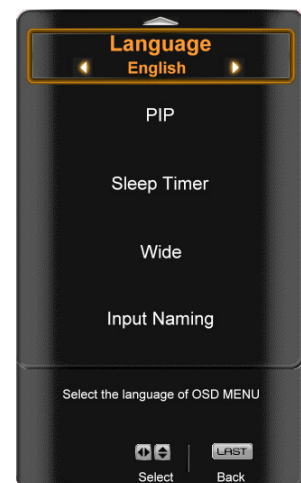 Language
English
PIP
Sleep Timer
Wide
Input Naming
Select the language of OSD MENU
LAST
Select Back